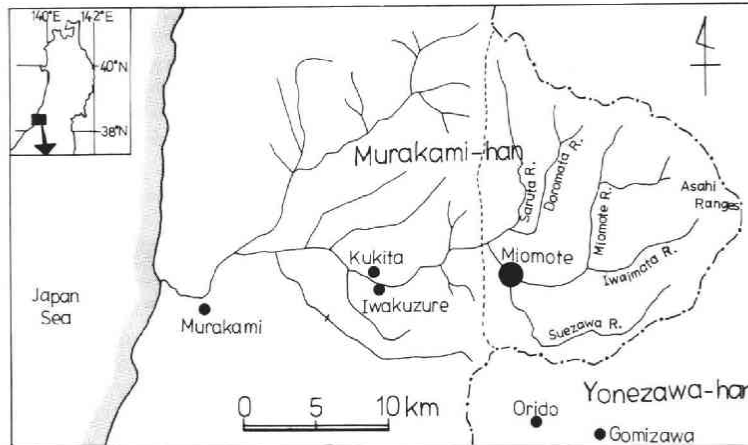 140°E 142°E
40°N
38°N
Murakami-han
Saruta R.
Doromata R.
Miomote R.
Asahi
Ranges
Kukita
Miomote
Iwaimata R.
Iwakuzure
Japan
Sea
Murakami
Suezawa R.
0 5 10 km
Yonezawa-han
Orido
Gomizawa